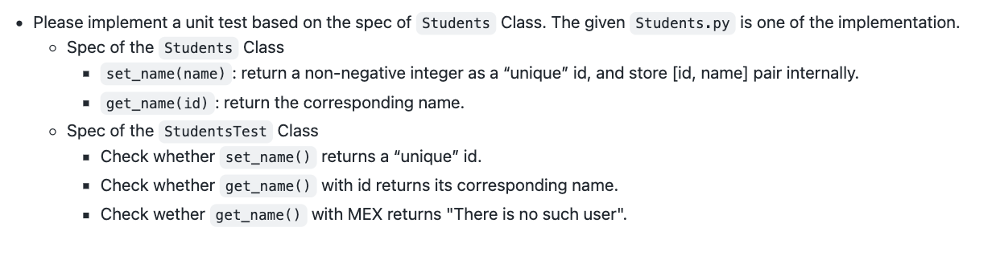 Please implement a unit test based on the spec of Students Class. The given Students.py is one of the implementation.
Spec of the Students Class
set_name(name) : return a non-negative integer as a “unique” id, and store [id, name] pair internally.
get_name(id) : return the corresponding name.
Spec of the StudentsTest Class
Check whether set_name() returns a “unique” id.
Check whether get_name() with id returns its corresponding name.
Check wether get_name() with MEX returns "There is no such user".